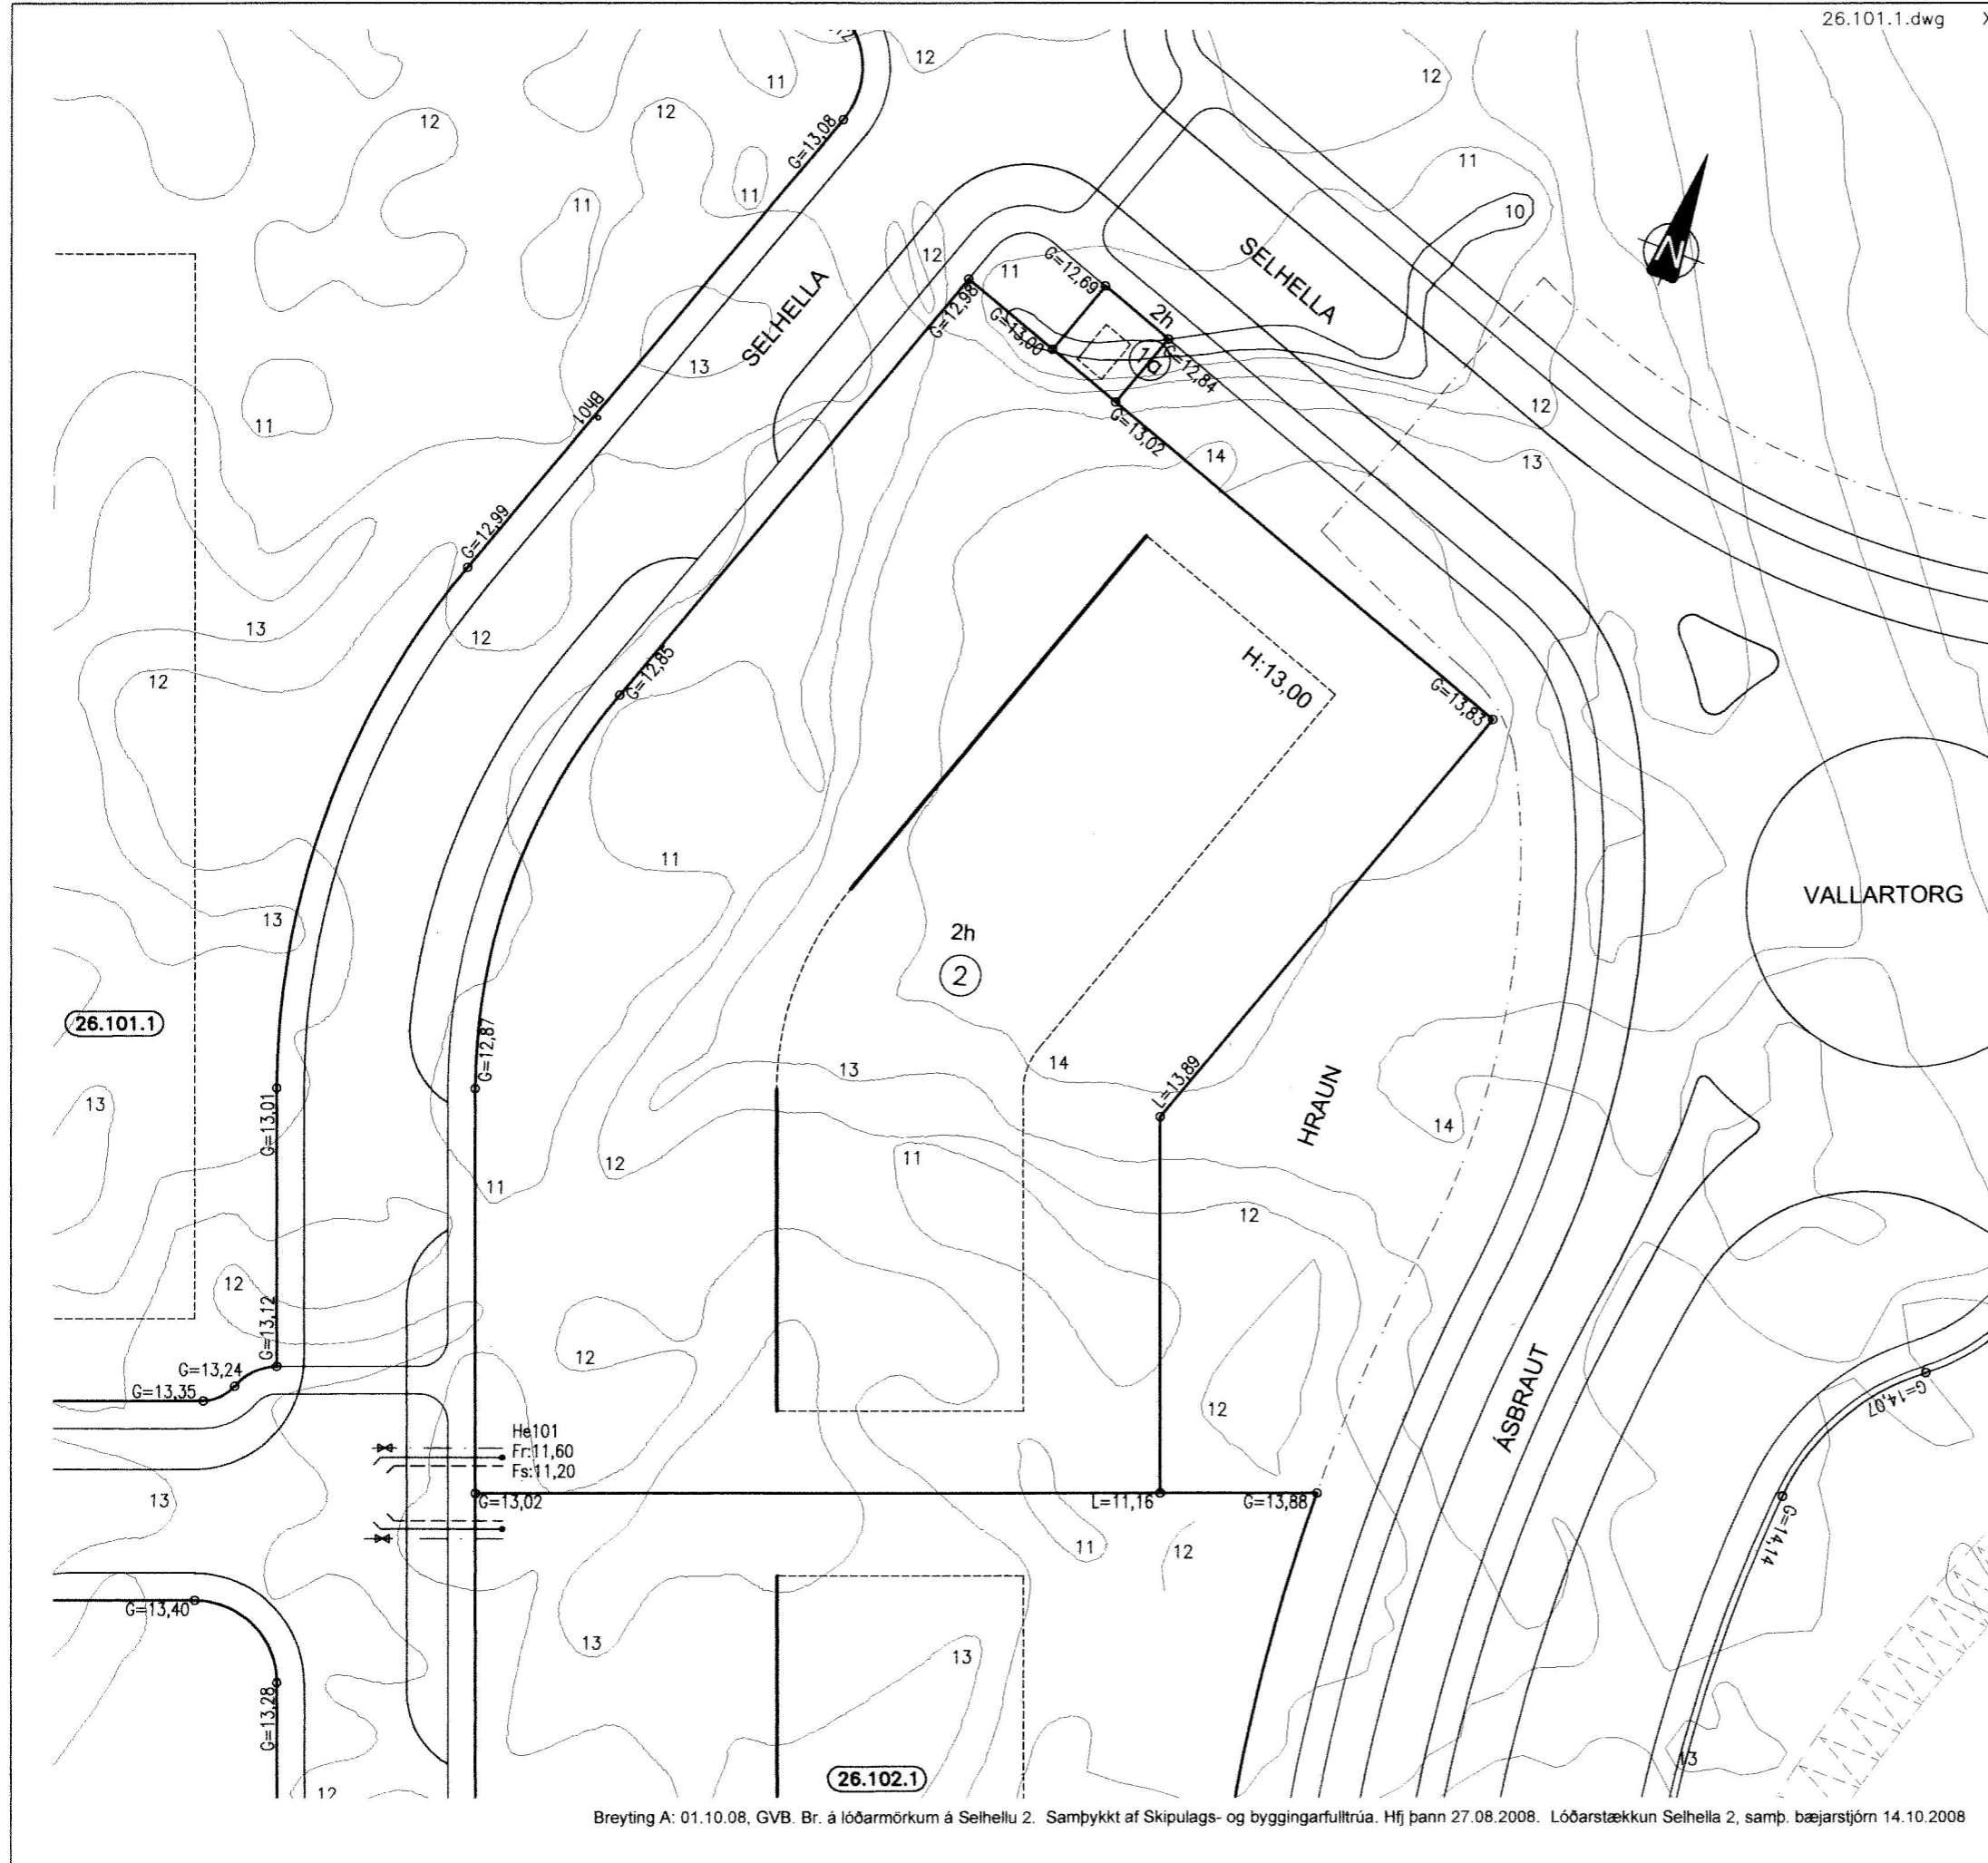 26.101.1.dwg
12
12
11
12
12
12
G=13,08
11
11
10
11
11
SELHELLA
SELHELLA
N
12
11
G=12,69
G=12,98
G=13,00
2h
1a
G=12,84
G=13,02
13
11
12
14
13
Bh01
G=12,99
13
12
12
G=12,85
H:13,00
G=13,83
11
13
VALLARTORG
2h
2
26.101.1
G=12,87
13
14
L=13,89
HRAUN
14
13
G=13,01
12
11
11
12
12
G=13,12
G=13,24
G=13,35
12
12
ÁSBRAUT
G=14,07
He101
Fr:11,60
Fs:11,20
13
G=13,02
L=11,16
G=13,88
G=14,14
11
12
G=13,40
13
13
G=13,28
12
26.102.1
13
Breyting A: 01.10.08, GVB. Br. á lóðarmörkum á Selhellu 2. Samþykkt af Skipulags- og byggingarfulltrúa. Hfj þann 27.08.2008. Lóðarstækkun Selhella 2, samþ. bæjarstjórn 14.10.2008